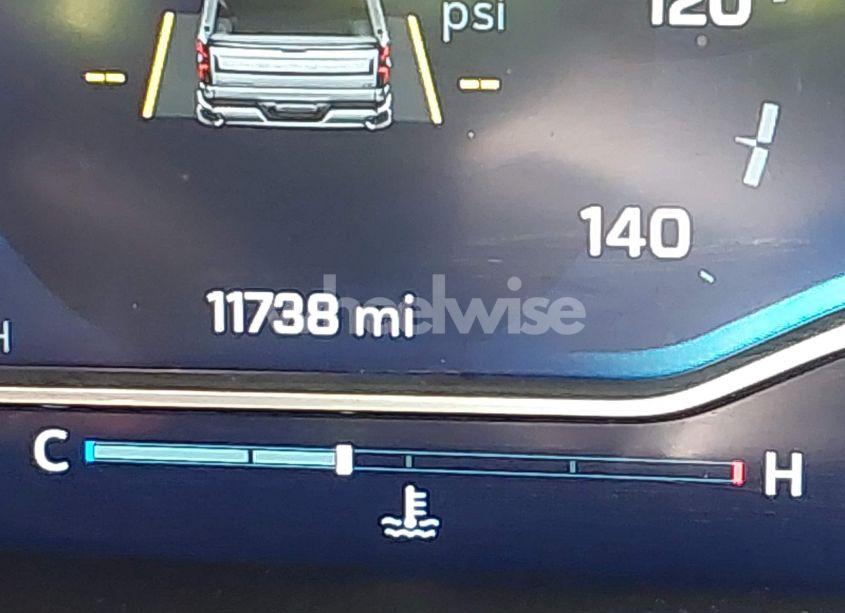 psi
120
-- --
140
11738 mi
wheelwise
H
C H